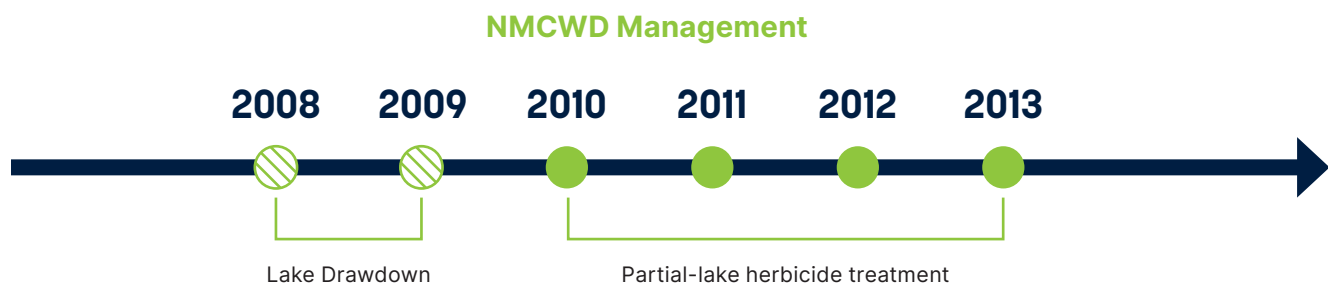 NMCWD Management
2008 2009 2010 2011 2012 2013
Lake Drawdown Partial-lake herbicide treatment